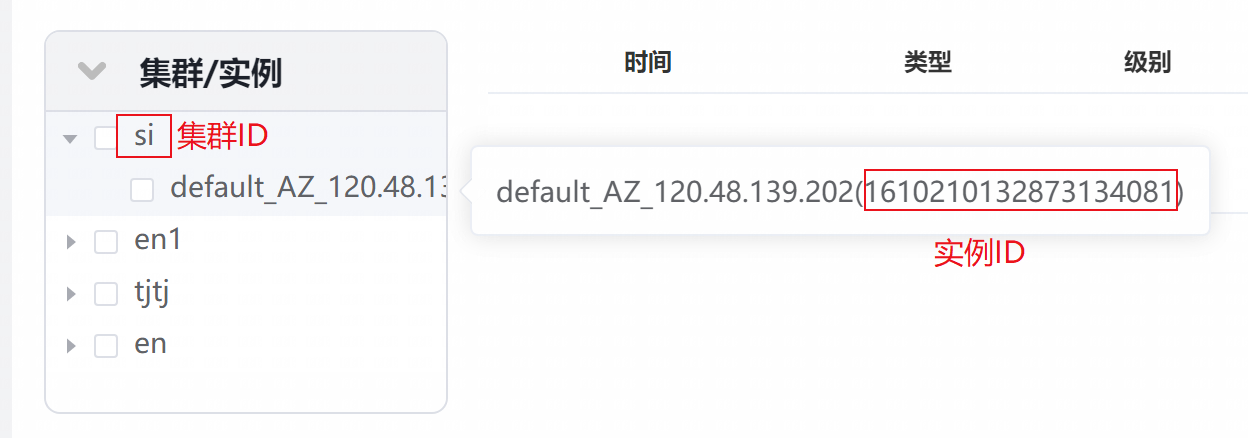 集群/实例
时间 类型 级别
si 集群ID
default_AZ_120.48.13
default_AZ_120.48.139.202(1610210132873134081)
实例ID
en1
tjtj
en